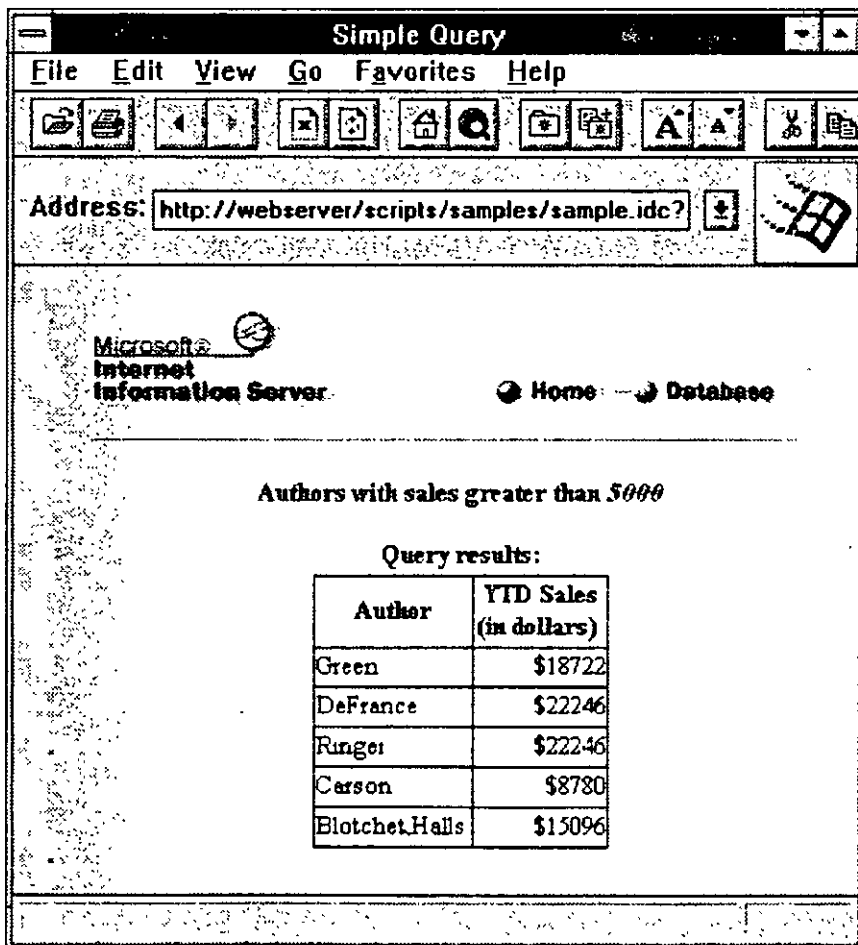 Simple Query
File Edit View Go Favorites Help
A A
Address: http://webserver/scripts/samples/sample.idc?
Microsoft®
Internet
Information Server
Home Database
Authors with sales greater than 5000
Query results:
Author YTD Sales
(in dollars)
Green $18722
DeFrance $22246
Ringer $22246
Carson $8780
Blotchet,Halls $15096